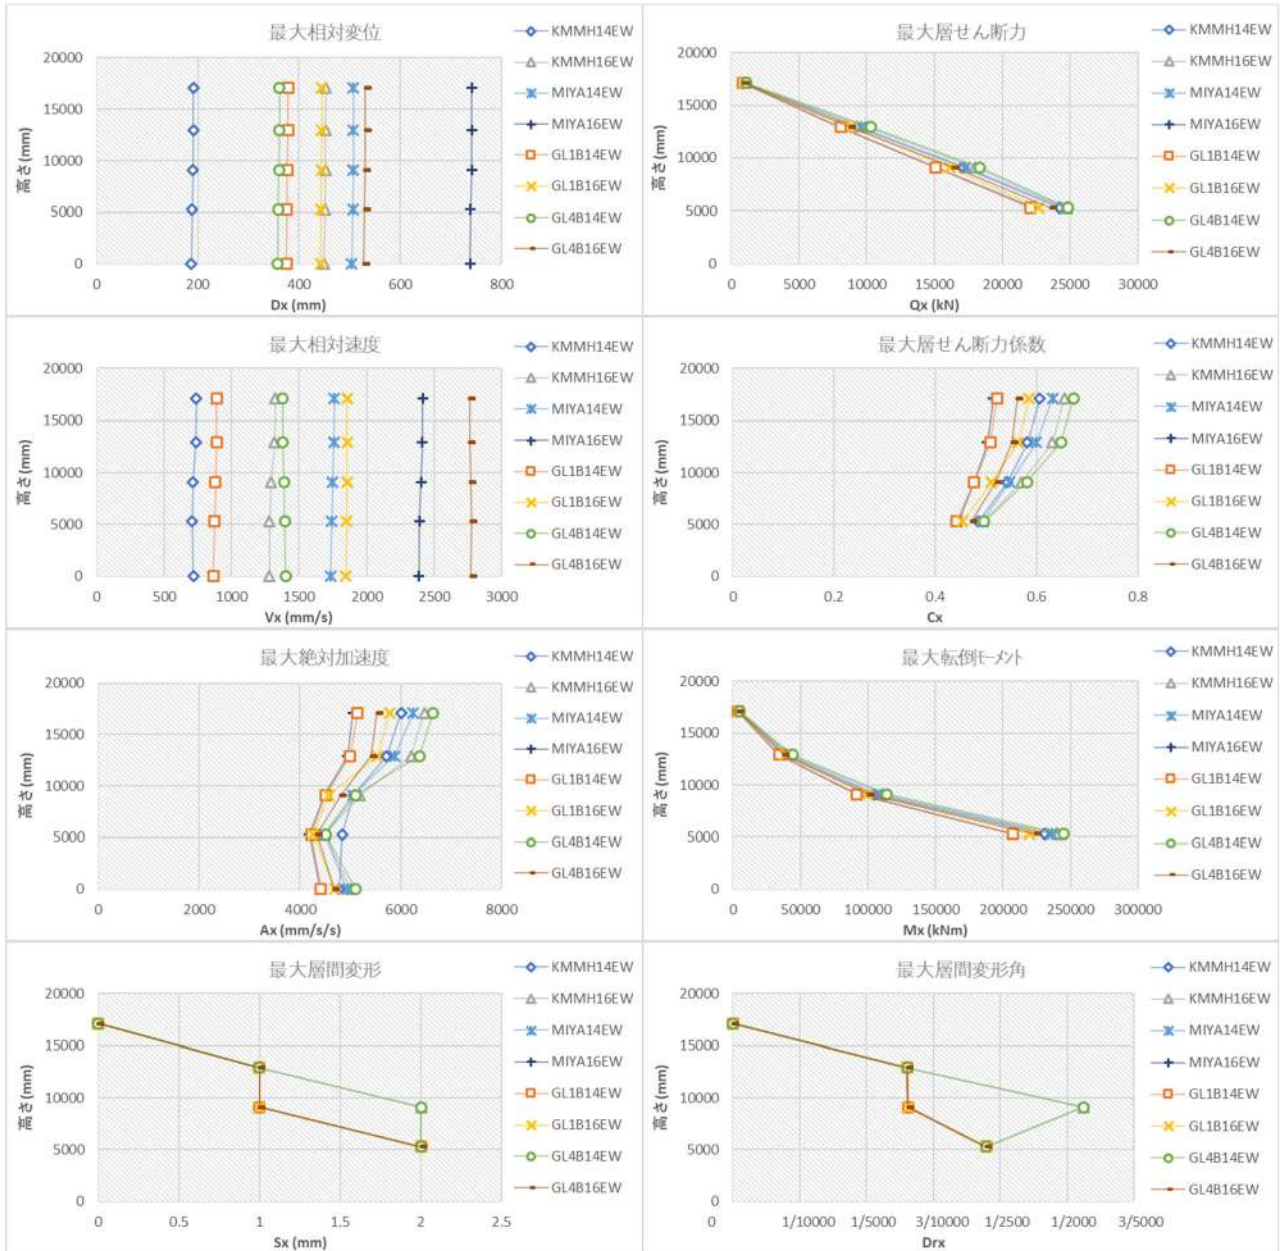 最大相対変位
高さ(mm)
20000
15000
10000
5000
0
0 200 400 600 800
Dx (mm)
KMMH14EW
KMMH16EW
MIYA14EW
MIYA16EW
GL1B14EW
GL1B16EW
GL4B14EW
GL4B16EW
最大層せん断力
高さ(mm)
20000
15000
10000
5000
0
0 5000 10000 15000 20000 25000 30000
Qx (kN)
KMMH14EW
KMMH16EW
MIYA14EW
MIYA16EW
GL1B14EW
GL1B16EW
GL4B14EW
GL4B16EW
最大相対速度
高さ(mm)
20000
15000
10000
5000
0
0 500 1000 1500 2000 2500 3000
Vx (mm/s)
KMMH14EW
KMMH16EW
MIYA14EW
MIYA16EW
GL1B14EW
GL1B16EW
GL4B14EW
GL4B16EW
最大層せん断力係数
高さ(mm)
20000
15000
10000
5000
0
0 0.2 0.4 0.6 0.8
Cx
KMMH14EW
KMMH16EW
MIYA14EW
MIYA16EW
GL1B14EW
GL1B16EW
GL4B14EW
GL4B16EW
最大絶対加速度
高さ(mm)
20000
15000
10000
5000
0
0 2000 4000 6000 8000
Ax (mm/s/s)
KMMH14EW
KMMH16EW
MIYA14EW
MIYA16EW
GL1B14EW
GL1B16EW
GL4B14EW
GL4B16EW
最大転倒ﾓｰﾒﾝﾄ
高さ(mm)
20000
15000
10000
5000
0
0 50000 100000 150000 200000 250000 300000
Mx (kNm)
KMMH14EW
KMMH16EW
MIYA14EW
MIYA16EW
GL1B14EW
GL1B16EW
GL4B14EW
GL4B16EW
最大層間変形
高さ(mm)
20000
15000
10000
5000
0
0 0.5 1 1.5 2 2.5
Sx (mm)
KMMH14EW
KMMH16EW
MIYA14EW
MIYA16EW
GL1B14EW
GL1B16EW
GL4B14EW
GL4B16EW
最大層間変形角
高さ(mm)
20000
15000
10000
5000
0
0 1/10000 1/5000 3/10000 1/2500 1/2000 3/5000
Drx
KMMH14EW
KMMH16EW
MIYA14EW
MIYA16EW
GL1B14EW
GL1B16EW
GL4B14EW
GL4B16EW